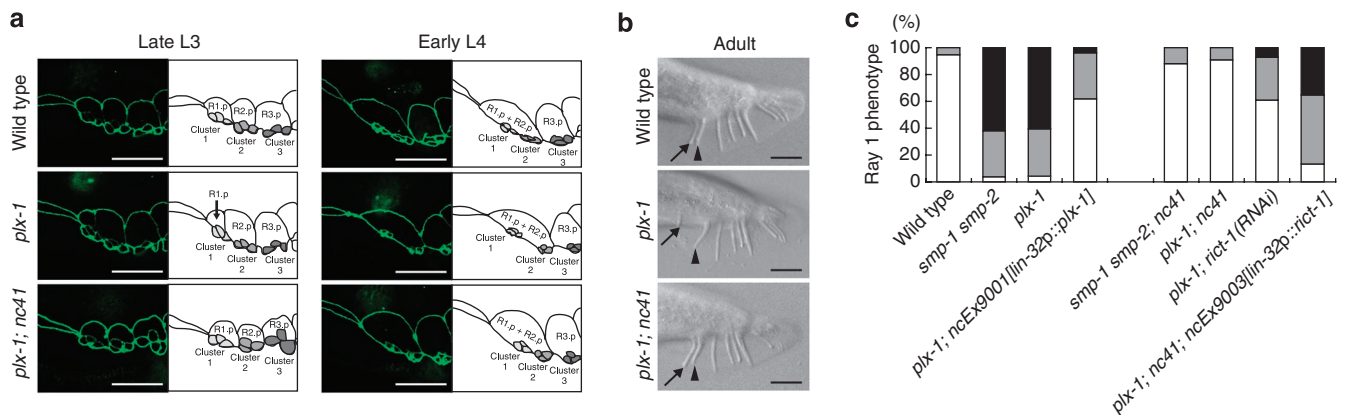 a
Late L3
Early L4
Wild type
R1.p
R2.p
R3.p
Cluster 1
Cluster 2
Cluster 3
R1.p + R2.p
R3.p
Cluster 1
Cluster 2
Cluster 3
plx-1
R1.p
R2.p
R3.p
Cluster 1
Cluster 2
Cluster 3
R1.p + R2.p
R3.p
Cluster 1
Cluster 2
Cluster 3
plx-1; nc41
R1.p
R2.p
R3.p
Cluster 1
Cluster 2
Cluster 3
R1.p + R2.p
R3.p
Cluster 1
Cluster 2
Cluster 3
b
Adult
Wild type
plx-1
plx-1; nc41
c
(%)
Ray 1 phenotype
100
80
60
40
20
0
Wild type
smp-1 smp-2
plx-1
plx-1; ncEx9001[lin-32p::plx-1]
smp-1 smp-2; nc41
plx-1; nc41
plx-1; rict-1(RNAi)
plx-1; nc41; ncEx9003[lin-32p::rict-1]